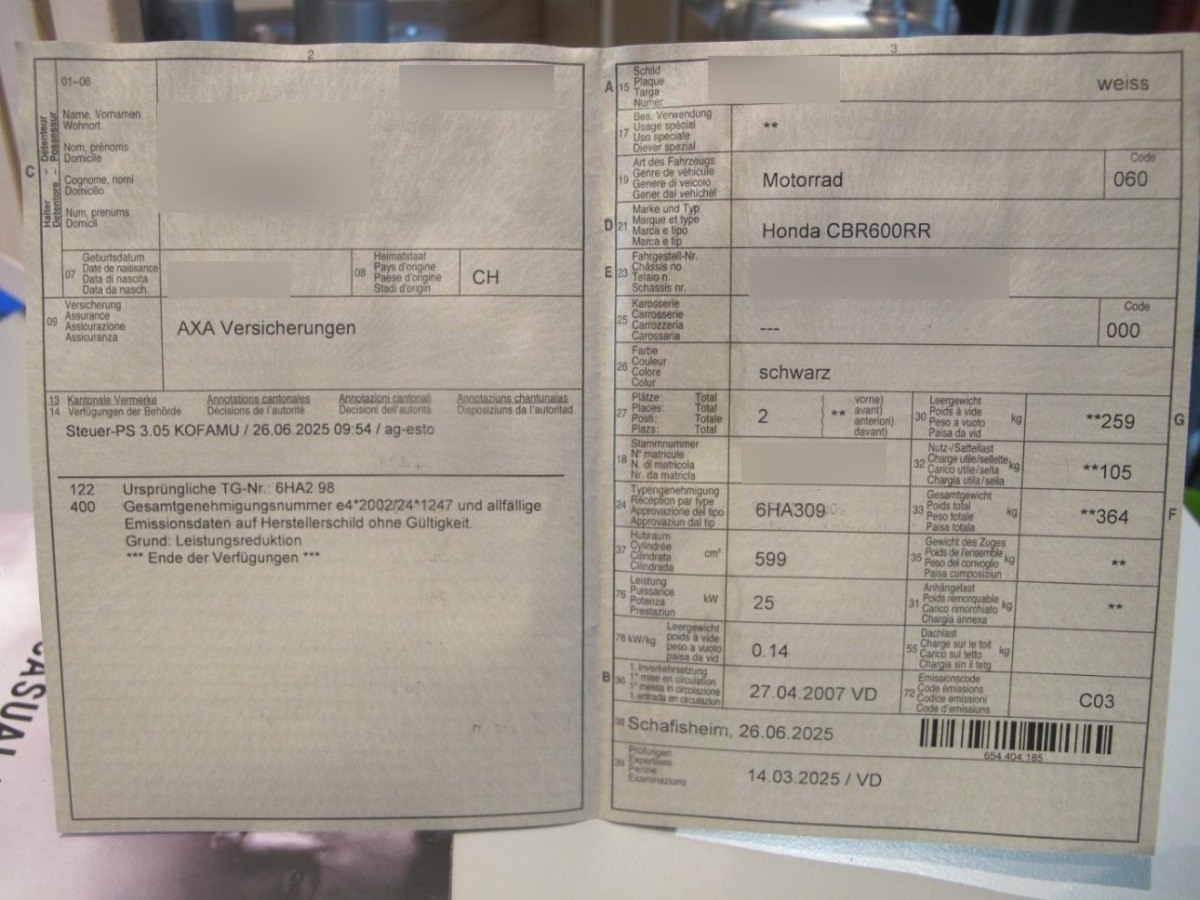 2
01–06
Halter – Détenteur
Detentore – Possessur
C
Name, Vornamen
Wohnort
Nom, prénoms
Domicile
Cognome, nomi
Domicilio
Num, prenums
Domicil
07
Geburtsdatum
Date de naissance
Data di nascita
Data da nasch.
08
Heimatstaat
Pays d'origine
Paese d'origine
Stadi d'origin
CH
09
Versicherung
Assurance
Assicurazione
Assicuranza
AXA Versicherungen
13 Kantonale Vermerke Annotations cantonales Annotazioni cantonali Annotaziuns chantunalas
14 Verfügungen der Behörde Décisions de l'autorité Decisioni dell'autorità Disposiziuns da l'autoritad
Steuer-PS 3.05 KOFAMU / 26.06.2025 09:54 / ag-esto
122 Ursprüngliche TG-Nr.: 6HA2 98
400 Gesamtgenehmigungsnummer e4*2002/24*1247 und allfällige
Emissionsdaten auf Herstellerschild ohne Gültigkeit.
Grund: Leistungsreduktion
*** Ende der Verfügungen ***
3
A 15
Schild
Plaque
Targa
Numer
weiss
17
Bes. Verwendung
Usage spécial
Uso speciale
Diever spezial
**
19
Art des Fahrzeugs
Genre de véhicule
Genere di veicolo
Gener dal vehichel
Motorrad
Code
060
D 21
Marke und Typ
Marque et type
Marca e tipo
Marca e tip
Honda CBR600RR
E 23
Fahrgestell-Nr.
Châssis no
Telaio n.
Schassis nr.
25
Karosserie
Carrosserie
Carrozzeria
Carossaria
---
Code
000
26
Farbe
Couleur
Colore
Colur
schwarz
27
Plätze: Total
Places: Total
Posti: Totale
Plazs: Total
2
**
vorne)
avant)
anteriori)
davant)
30
Leergewicht
Poids à vide
Peso a vuoto
Paisa da vid
kg
**259
G
18
Stammnummer
N° matricule
N. di matricola
Nr. da matricla
32
Nutz-/Sattellast
Charge utile/sellette
Carico utile/sella
Chargia utila/sella
kg
**105
24
Typengenehmigung
Réception par type
Approvazione del tipo
Approvaziun dal tip
6HA309
33
Gesamtgewicht
Poids total
Peso totale
Paisa totala
kg
**364
F
37
Hubraum
Cylindrée
Cilindrata
Cilindrada
cm³
599
35
Gewicht des Zuges
Poids de l'ensemble
Peso del convoglio
Paisa cumposiziun
kg
**
76
Leistung
Puissance
Potenza
Prestaziun
kW
25
31
Anhängelast
Poids remorquable
Carico rimorchiato
Chargia annexa
kg
**
78 kW/kg
Leergewicht
poids à vide
peso a vuoto
paisa da vid
0.14
55
Dachlast
Charge sur le toit
Carico sul tetto
Chargia sin il tetg
kg
B 36
1. Inverkehrsetzung
1re mise en circulation
1a messa in circolazione
1. entrada en circulaziun
27.04.2007 VD
72
Emissionscode
Code émissions
Codice emissioni
Code d'emissiuns
C03
38 Schafisheim, 26.06.2025
654.404.185
39
Prüfungen
Expertises
Perizie
Examinaziuns
14.03.2025 / VD
CASUAL